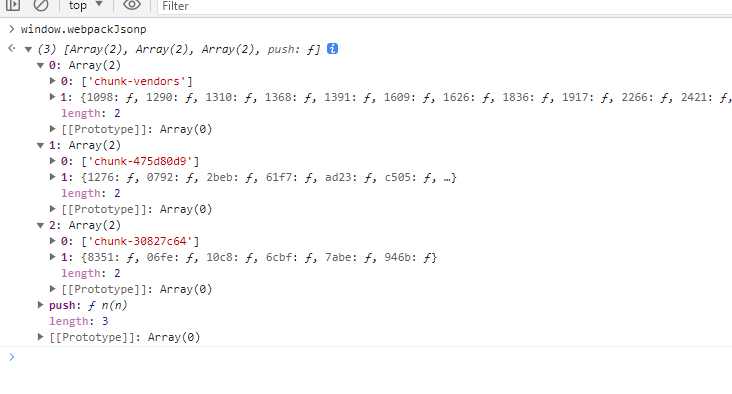 top Filter
window.webpackJsonp
(3) [Array(2), Array(2), Array(2), push: ƒ]
0: Array(2)
0: ['chunk-vendors']
1: {1098: ƒ, 1290: ƒ, 1310: ƒ, 1368: ƒ, 1391: ƒ, 1609: ƒ, 1626: ƒ, 1836: ƒ, 1917: ƒ, 2266: ƒ, 2421: ƒ,
length: 2
[[Prototype]]: Array(0)
1: Array(2)
0: ['chunk-475d80d9']
1: {1276: ƒ, 0792: ƒ, 2beb: ƒ, 61f7: ƒ, ad23: ƒ, c505: ƒ, …}
length: 2
[[Prototype]]: Array(0)
2: Array(2)
0: ['chunk-30827c64']
1: {8351: ƒ, 06fe: ƒ, 10c8: ƒ, 6cbf: ƒ, 7abe: ƒ, 946b: ƒ}
length: 2
[[Prototype]]: Array(0)
push: ƒ n(n)
length: 3
[[Prototype]]: Array(0)